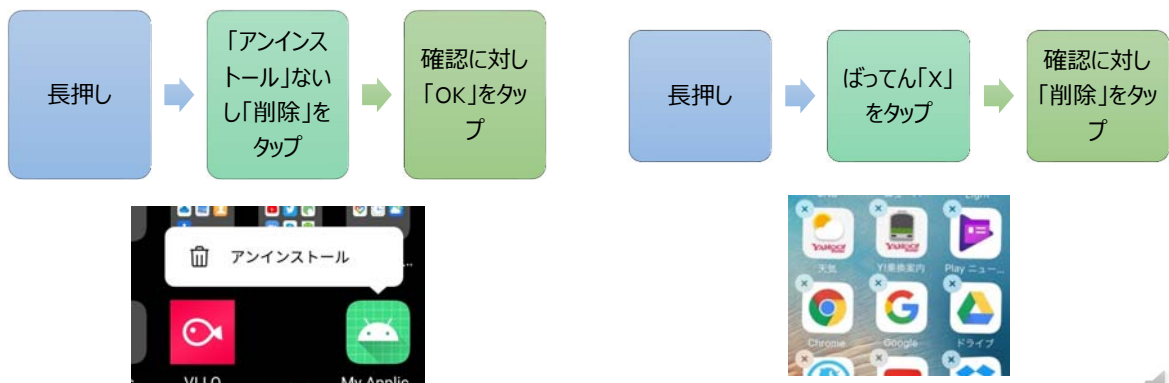 長押し
「アンインス
トール」ない
し「削除」を
タップ
確認に対し
「OK」をタッ
プ
長押し
ばってん「X」
をタップ
確認に対し
「削除」をタッ
プ
アンインストール
My Applic
YAHOO!
天気
YAHOO!
Y!乗換案内
Play ニュー...
Chrome
Google
ドライブ